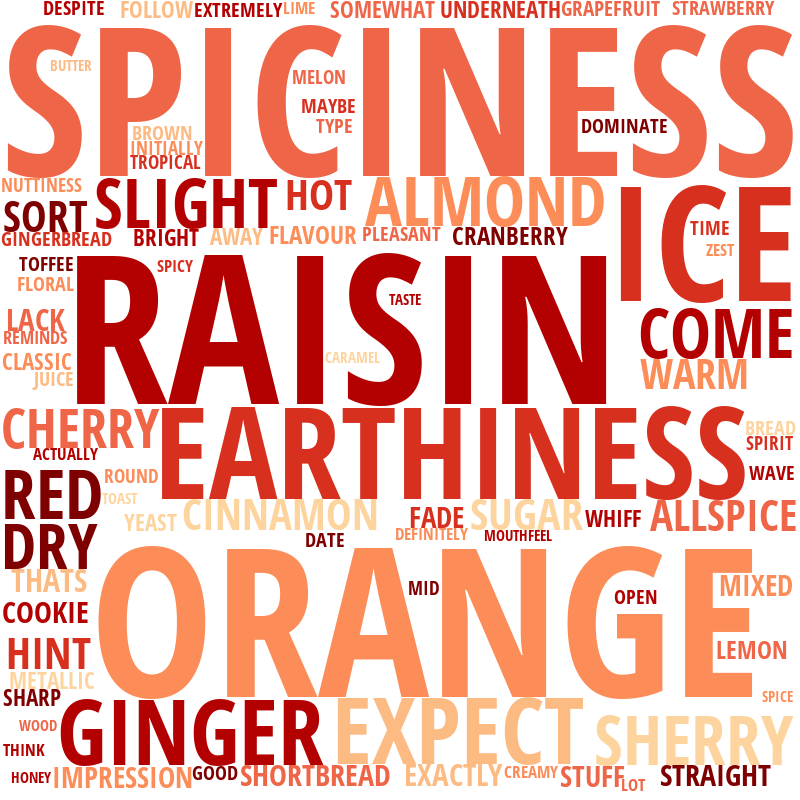 DESPITE FOLLOW EXTREMELY LIME SOMEWHAT UNDERNEATH GRAPEFRUIT STRAWBERRY
SPICINESS
BUTTER
MELON
MAYBE
TYPE
DOMINATE
BROWN
INITIALLY
TROPICAL
NUTTINESS
SORT
SLIGHT
HOT
ALMOND
ICE
GINGERBREAD
BRIGHT
AWAY
FLAVOUR
PLEASANT
CRANBERRY
TIME
ZEST
TOFFEE
SPICY
FLORAL
RAISIN
TASTE
LACK
REMINDS
CLASSIC
JUICE
CARAMEL
COME
WARM
CHERRY
EARTHINESS
BREAD
SPIRIT
ACTUALLY
WAVE
RED
ROUND
TOAST
YEAST
CINNAMON
FADE
SUGAR
WHIFF
ALLSPICE
DRY
DATE
DEFINITELY
MOUTHFEEL
THATS
ORANGE
MID
OPEN
MIXED
COOKIE
HINT
LEMON
METALLIC
SHARP
SPICE
WOOD
GINGER
EXPECT
SHERRY
THINK
HONEY
IMPRESSION
GOOD
SHORTBREAD
EXACTLY
CREAMY
STUFF
LOT
STRAIGHT